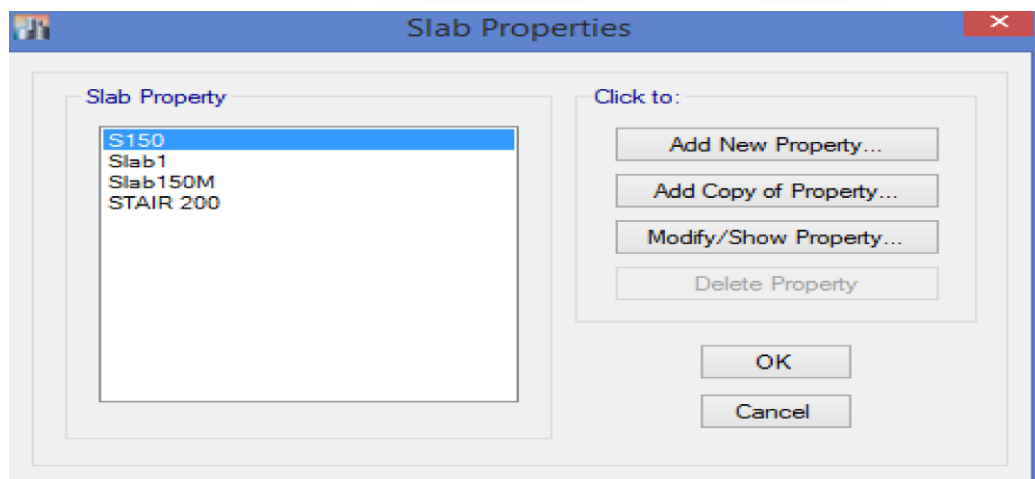 Slab Properties
Slab Property
S150
Slab1
Slab150M
STAIR 200
Click to:
Add New Property...
Add Copy of Property...
Modify/Show Property...
Delete Property
OK
Cancel